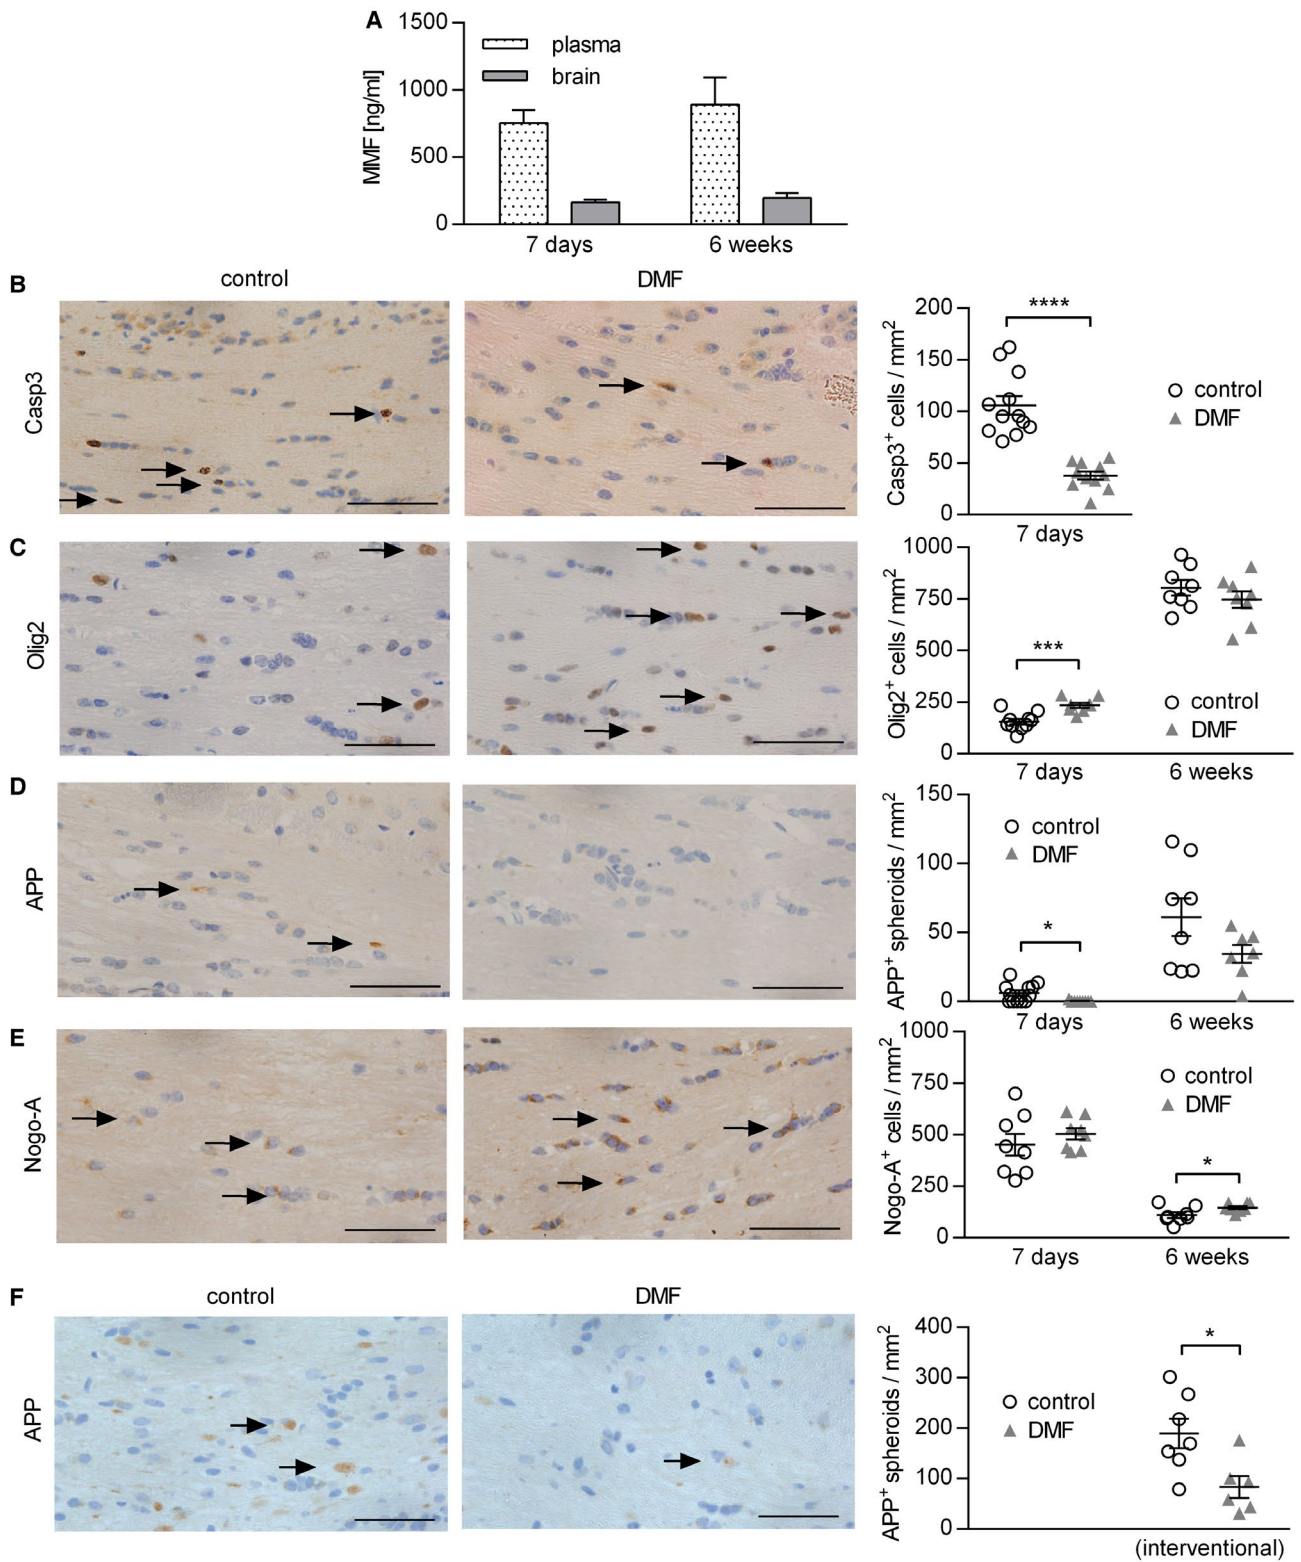 A
1500
1000
500
0
MMF [ng/ml]
plasma
brain
7 days
6 weeks
B
control
DMF
Casp3
Casp3+ cells / mm2
200
150
100
50
0
****
control
DMF
7 days
C
Olig2
Olig2+ cells / mm2
1000
750
500
250
0
***
control
DMF
7 days
6 weeks
D
APP
APP+ spheroids / mm2
150
100
50
0
control
DMF
*
7 days
6 weeks
E
Nogo-A
Nogo-A+ cells / mm2
1000
750
500
250
0
control
DMF
*
7 days
6 weeks
F
control
DMF
APP
APP+ spheroids / mm2
400
300
200
100
0
control
DMF
*
(interventional)